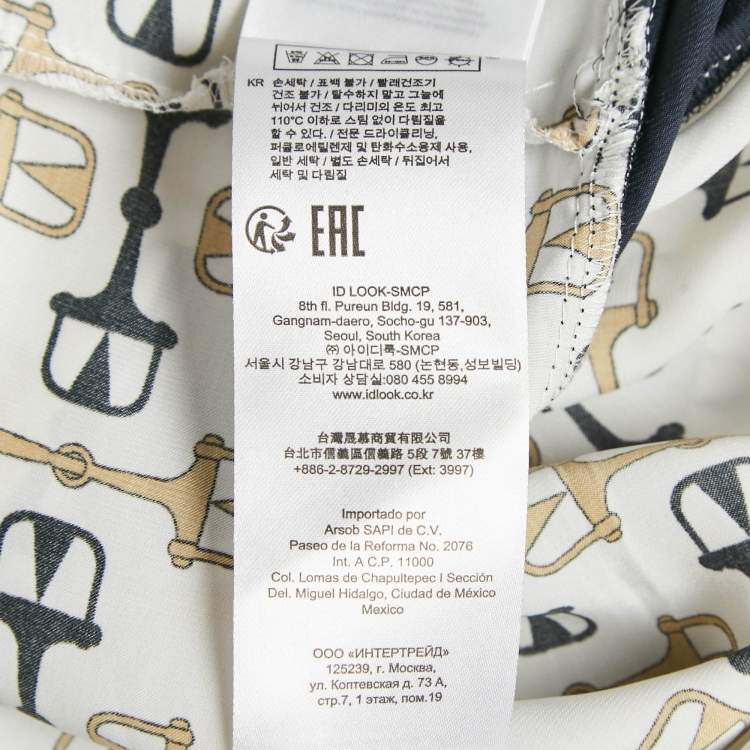 KR 손세탁 / 표백 불가 / 빨래건조기
건조 불가 / 탈수하지 말고 그늘에
뉘어서 건조 / 다리미의 온도 최고
110°C 이하로 스팀 없이 다림질을
할 수 있다. / 전문 드라이클리닝,
퍼클로에틸렌제 및 탄화수소용제 사용,
일반 세탁 / 별도 손세탁 / 뒤집어서
세탁 및 다림질
EAC
ID LOOK-SMCP
8th fl. Pureun Bldg. 19, 581,
Gangnam-daero, Socho-gu 137-903,
Seoul, South Korea
㈜ 아이디룩-SMCP
서울시 강남구 강남대로 580 (논현동,성보빌딩)
소비자 상담실:080 455 8994
www.idlook.co.kr
台灣晟慕商貿有限公司
台北市信義區信義路 5段 7號 37樓
+886-2-8729-2997 (Ext: 3997)
Importado por
Arsob SAPI de C.V.
Paseo de la Reforma No. 2076
Int. A C.P. 11000
Col. Lomas de Chapultepec I Sección
Del. Miguel Hidalgo, Ciudad de México
Mexico
ООО «ИНТЕРТРЕЙД»
125239, г. Москва,
ул. Коптевская д. 73 А,
стр.7, 1 этаж, пом.19